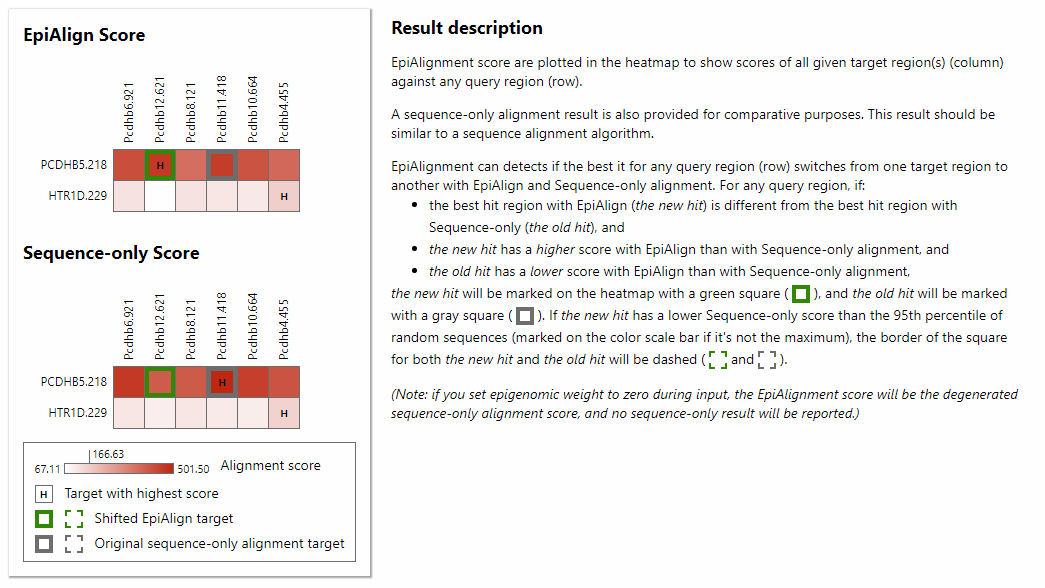 EpiAlign Score
Pcdhb6.921
Pcdhb12.621
Pcdhb8.121
Pcdhb11.418
Pcdhb10.664
Pcdhb4.455
PCDHB5.218
H
HTR1D.229
H
Sequence-only Score
Pcdhb6.921
Pcdhb12.621
Pcdhb8.121
Pcdhb11.418
Pcdhb10.664
Pcdhb4.455
PCDHB5.218
H
HTR1D.229
H
166.63
67.11
501.50
Alignment score
H Target with highest score
Shifted EpiAlign target
Original sequence-only alignment target
Result description
EpiAlignment score are plotted in the heatmap to show scores of all given target region(s) (column)
against any query region (row).
A sequence-only alignment result is also provided for comparative purposes. This result should be
similar to a sequence alignment algorithm.
EpiAlignment can detects if the best it for any query region (row) switches from one target region to
another with EpiAlign and Sequence-only alignment. For any query region, if:
• the best hit region with EpiAlign (the new hit) is different from the best hit region with
Sequence-only (the old hit), and
• the new hit has a higher score with EpiAlign than with Sequence-only alignment, and
• the old hit has a lower score with EpiAlign than with Sequence-only alignment,
the new hit will be marked on the heatmap with a green square ( ), and the old hit will be marked
with a gray square ( ). If the new hit has a lower Sequence-only score than the 95th percentile of
random sequences (marked on the color scale bar if it's not the maximum), the border of the square
for both the new hit and the old hit will be dashed ( and ).
(Note: if you set epigenomic weight to zero during input, the EpiAlignment score will be the degenerated
sequence-only alignment score, and no sequence-only result will be reported.)